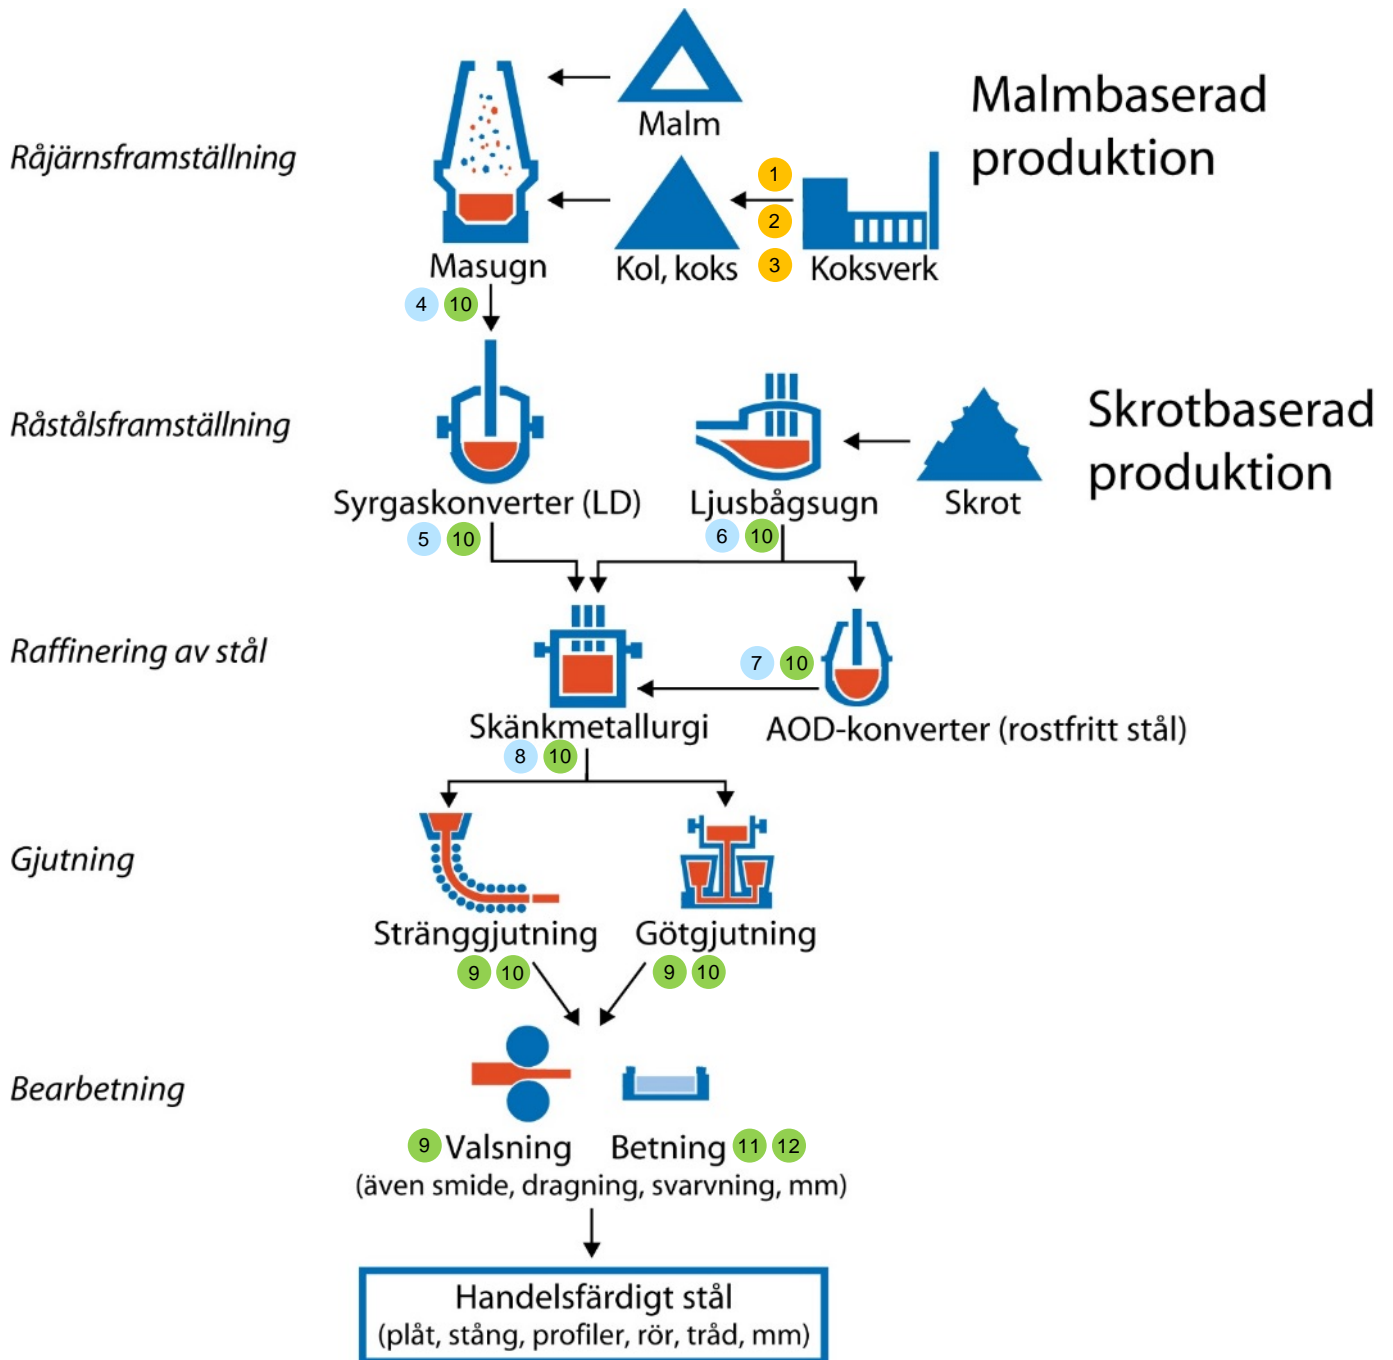 Malm
Malmbaserad
produktion
Råjärnsframställning
1
2
3
Masugn
Kol, koks
Koksverk
4 10
Råstålsframställning
Skrotbaserad
produktion
Syrgaskonverter (LD)
Ljusbågsugn
Skrot
5 10
6 10
Raffinering av stål
7 10
Skänkmetallurgi
AOD-konverter (rostfritt stål)
8 10
Gjutning
Stränggjutning
Götgjutning
9 10
9 10
Bearbetning
9 Valsning
Betning 11 12
(även smide, dragning, svarvning, mm)
Handelsfärdigt stål
(plåt, stång, profiler, rör, tråd, mm)